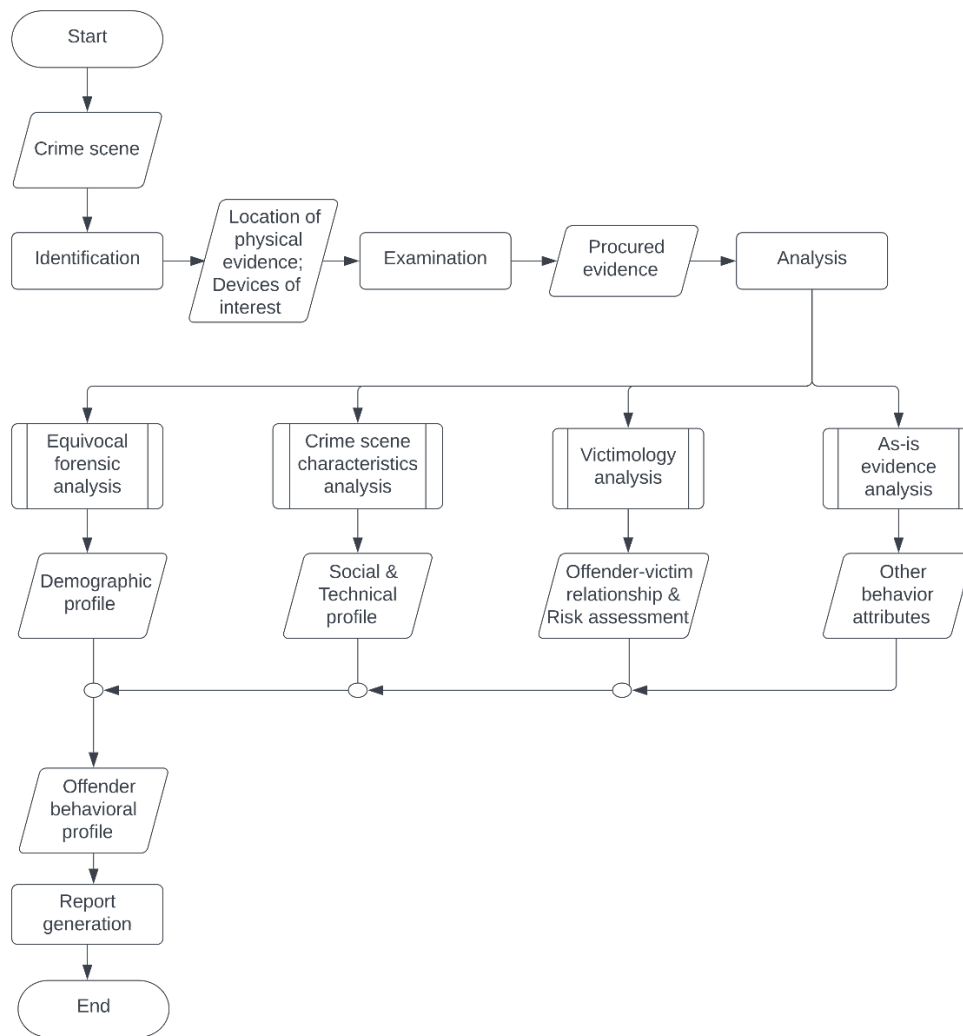 Start
Crime scene
Identification
Location of
physical
evidence;
Devices of
interest
Examination
Procured
evidence
Analysis
Equivocal
forensic
analysis
Crime scene
characteristics
analysis
Victimology
analysis
As-is
evidence
analysis
Demographic
profile
Social &
Technical
profile
Offender-victim
relationship &
Risk assessment
Other
behavior
attributes
Offender
behavioral
profile
Report
generation
End